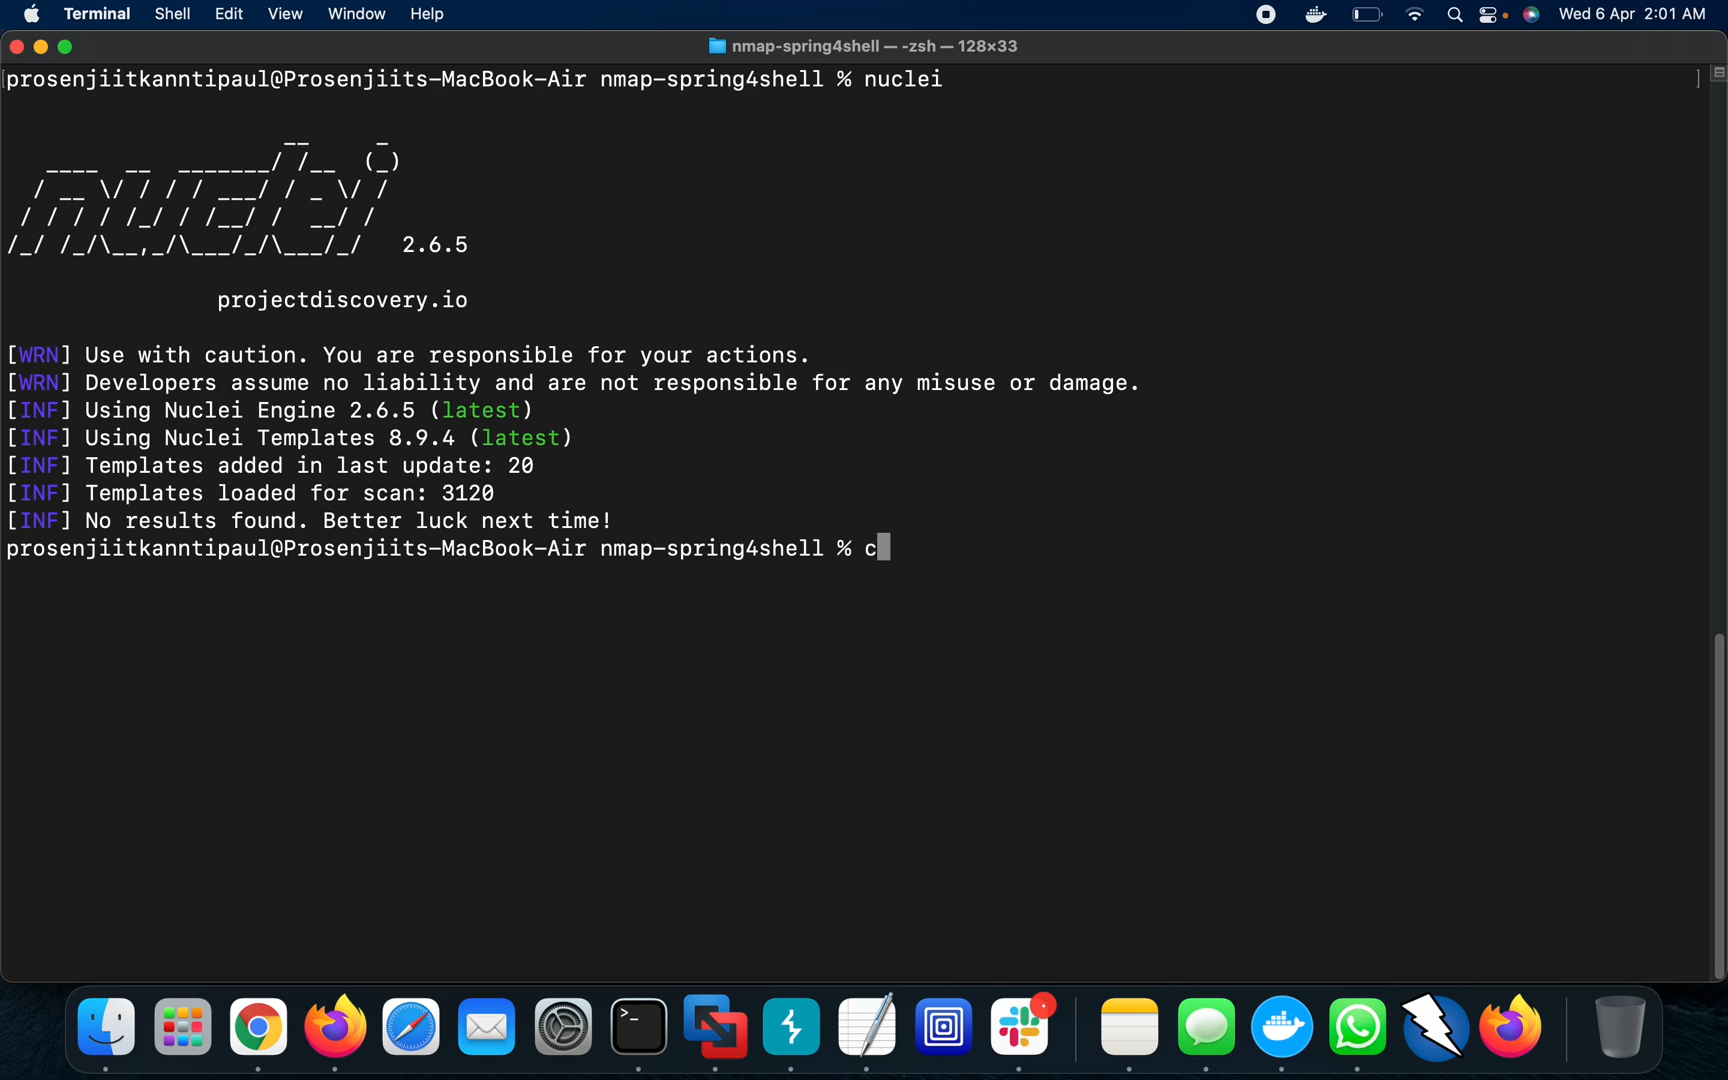 Terminal Shell Edit View Window Help Wed 6 Apr 2:01 AM
nmap-spring4shell — -zsh — 128×33
[prosenjiitkanntipaul@Prosenjiits-MacBook-Air nmap-spring4shell % nuclei ]
nuclei 2.6.5
projectdiscovery.io
[WRN] Use with caution. You are responsible for your actions.
[WRN] Developers assume no liability and are not responsible for any misuse or damage.
[INF] Using Nuclei Engine 2.6.5 (latest)
[INF] Using Nuclei Templates 8.9.4 (latest)
[INF] Templates added in last update: 20
[INF] Templates loaded for scan: 3120
[INF] No results found. Better luck next time!
prosenjiitkanntipaul@Prosenjiits-MacBook-Air nmap-spring4shell % c
>_